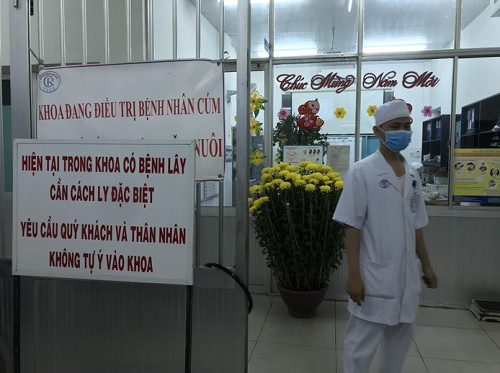 KHOA ĐANG ĐIỀU TRỊ BỆNH NHÂN CÚM
NUÔI
HIỆN TẠI TRONG KHOA CÓ BỆNH LÂY
CẦN CÁCH LY ĐẶC BIỆT
YÊU CẦU QUÝ KHÁCH VÀ THÂN NHÂN
KHÔNG TỰ Ý VÀO KHOA
Chúc Mừng Năm Mới